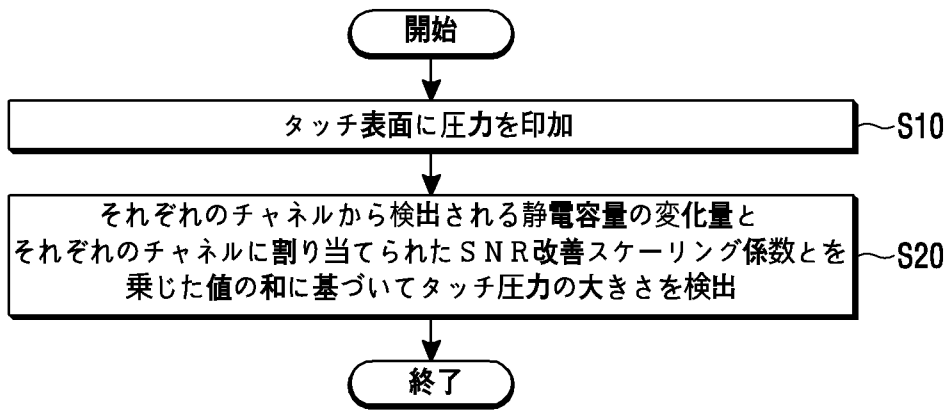 開始
タッチ表面に圧力を印加
S10
それぞれのチャネルから検出される静電容量の変化量と
それぞれのチャネルに割り当てられたＳＮＲ改善スケーリング係数とを
乗じた値の和に基づいてタッチ圧力の大きさを検出
S20
終了